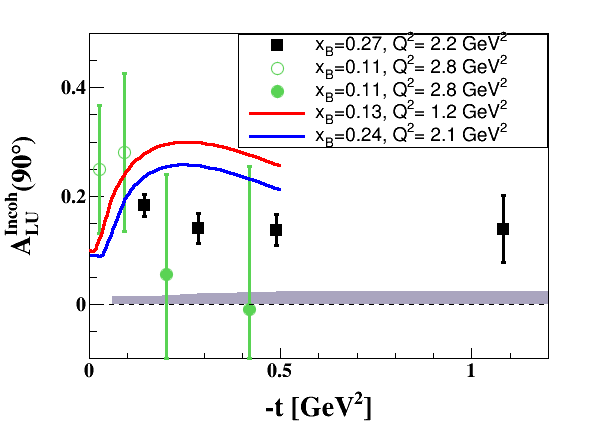 x_B=0.27, Q^2= 2.2 GeV^2
x_B=0.11, Q^2= 2.8 GeV^2
x_B=0.11, Q^2= 2.8 GeV^2
x_B=0.13, Q^2= 1.2 GeV^2
x_B=0.24, Q^2= 2.1 GeV^2
A_LU^Incoh(90°)
0.4
0.2
0
0
0.5
1
-t [GeV^2]